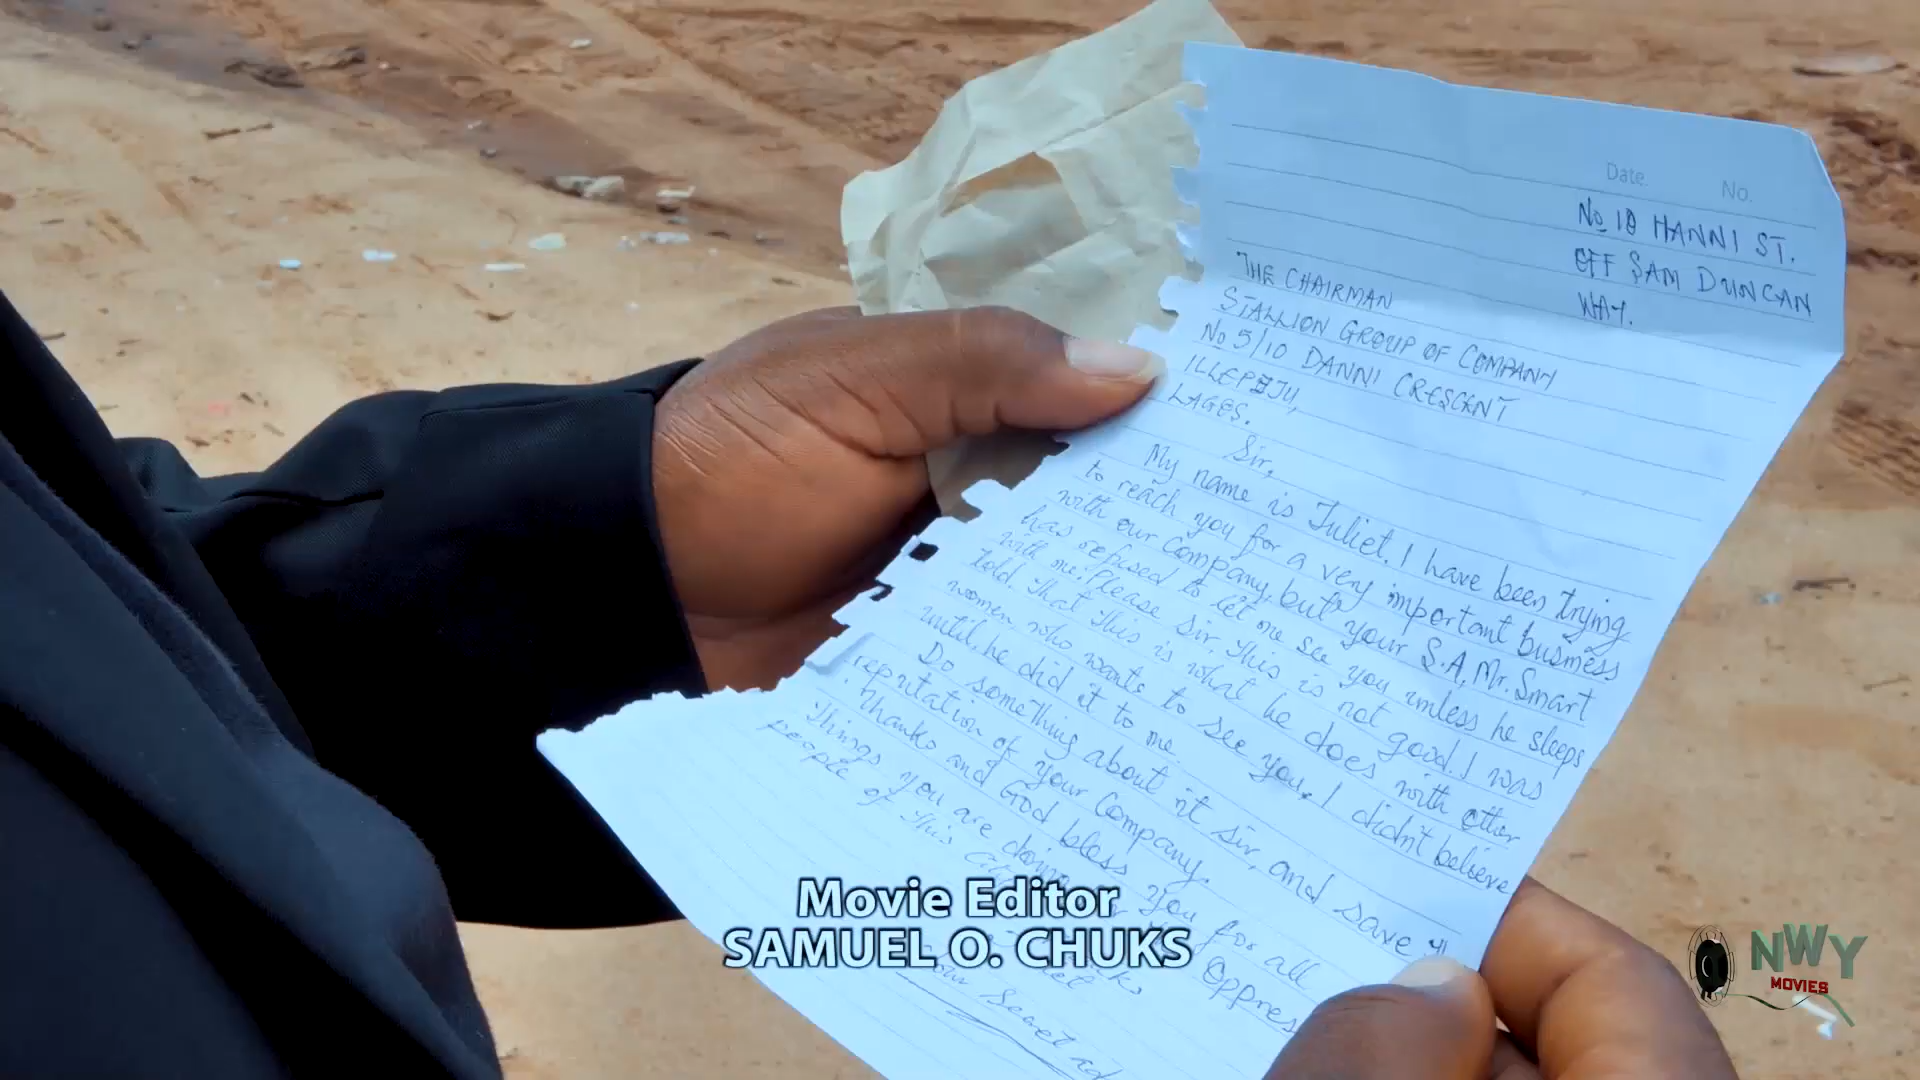 Date. No.
No 10 HANNI ST.
OFF SAM DUNCAN
WAY.
THE CHAIRMAN
STALLION GROUP OF COMPANY
No 5/10 DANNI CRESCENT
ILLEPEJU,
LAGOS.
Sir,
My name is Juliet. I have been trying
to reach you for a very important business
with our company, but your S.A, Mr. Smart
has refused to let me see you unless he sleeps
with me. Please sir, This is not good. I was
told That This is what he does with other
women who wants to see you, I didn't believe
until, he did it to me.
Do something about it sir, and save
reputation of your company.
Thanks and God bless you for all
Things you are doing Oppres
people of This
your secret
Movie Editor
SAMUEL O. CHUKS
NWY
MOVIES